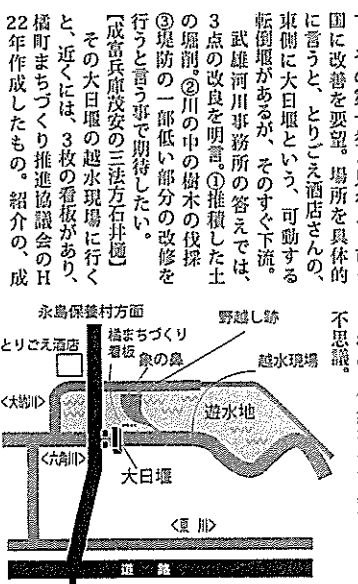 国に改善を要望。場所を具体的
に言うと、とりごえ酒店さんの、
東側に大日堰という、可動する
転倒堰があるが、そのすぐ下流。
武雄河川事務所の答えでは、
3点の改良を明言。①推積した土
の堀削。②川の中の樹木の伐採
③堤防の一部低い部分の改修を
行うと言う事で期待したい。
【成富兵庫茂安の三法方石井樋】
その大日堰の越水現場に行く
と、近くには、3枚の看板があり、
橘町まちづくり推進協議会のH
22年作成したもの。紹介の、成
不思議。
永島保養村方面
野越し跡
とりごえ酒店
橘まちづくり
看板
象の鼻
越水現場
遊水地
<六角川>
大日堰
<夏川>
道路